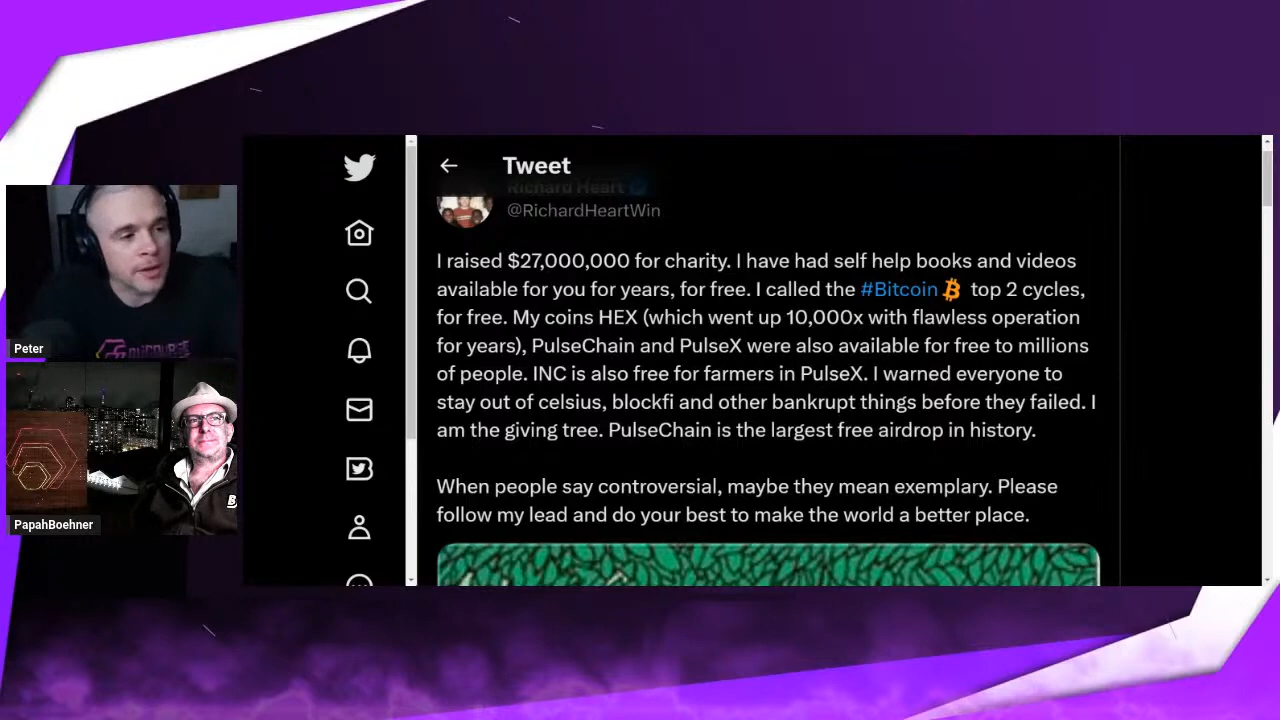 Tweet
Richard Heart
@RichardHeartWin
I raised $27,000,000 for charity. I have had self help books and videos
available for you for years, for free. I called the #Bitcoin top 2 cycles,
for free. My coins HEX (which went up 10,000x with flawless operation
for years), PulseChain and PulseX were also available for free to millions
of people. INC is also free for farmers in PulseX. I warned everyone to
stay out of celsius, blockfi and other bankrupt things before they failed. I
am the giving tree. PulseChain is the largest free airdrop in history.
When people say controversial, maybe they mean exemplary. Please
follow my lead and do your best to make the world a better place.
Peter
B
PapahBoehner